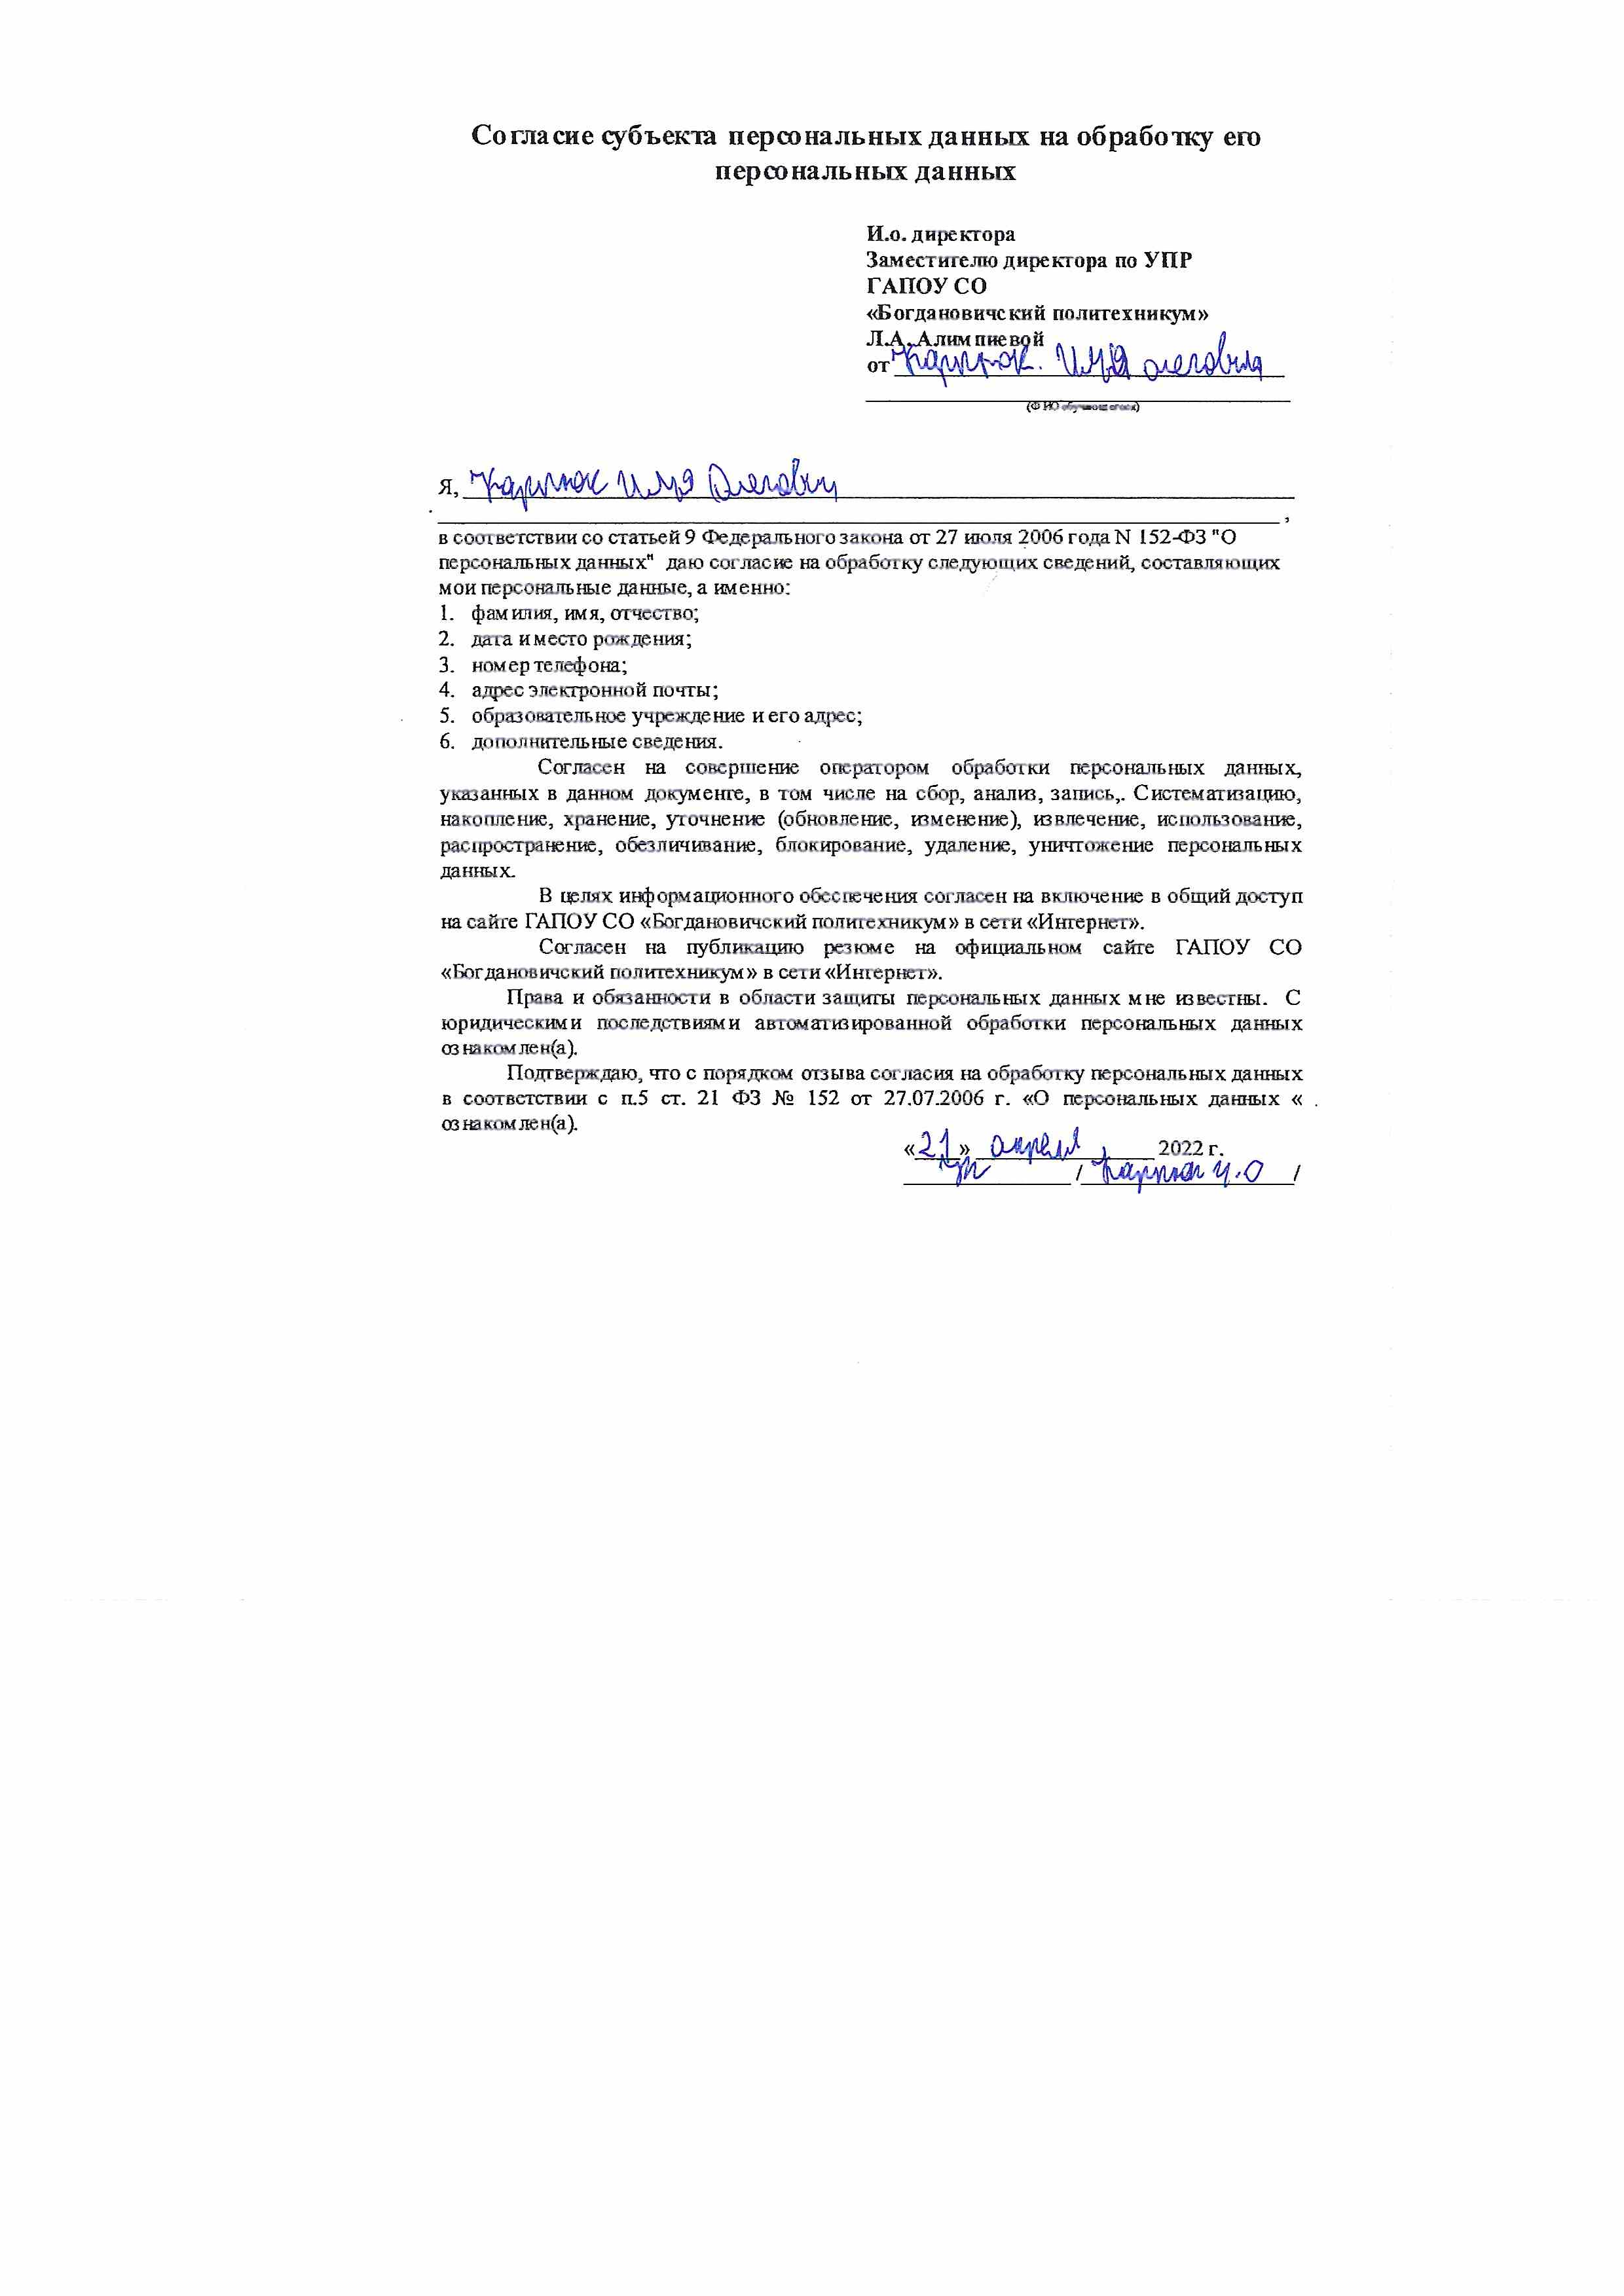 Согласие субъекта персональных данных на обработку его
персональных данных
И.о. директора
Заместителю директора по УПР
ГАПОУ СО
«Богдановичский политехникум»
Л.А. Алимпиевой
от Карпюк. Илья Олеговича
(ФИО обучающегося)
Я, Карпюк Илья Олегович
,
в соответствии со статьей 9 Федерального закона от 27 июля 2006 года N 152-ФЗ "О
персональных данных" даю согласие на обработку следующих сведений, составляющих
мои персональные данные, а именно:
1. фамилия, имя, отчество;
2. дата и место рождения;
3. номер телефона;
4. адрес электронной почты;
5. образовательное учреждение и его адрес;
6. дополнительные сведения.
Согласен на совершение оператором обработки персональных данных,
указанных в данном документе, в том числе на сбор, анализ, запись,. Систематизацию,
накопление, хранение, уточнение (обновление, изменение), извлечение, использование,
распространение, обезличивание, блокирование, удаление, уничтожение персональных
данных.
В целях информационного обеспечения согласен на включение в общий доступ
на сайте ГАПОУ СО «Богдановичский политехникум» в сети «Интернет».
Согласен на публикацию резюме на официальном сайте ГАПОУ СО
«Богдановичский политехникум» в сети «Интернет».
Права и обязанности в области защиты персональных данных мне известны. С
юридическими последствиями автоматизированной обработки персональных данных
ознакомлен(а).
Подтверждаю, что с порядком отзыва согласия на обработку персональных данных
в соответствии с п.5 ст. 21 ФЗ № 152 от 27.07.2006 г. «О персональных данных «
ознакомлен(а).
«21» апреля 2022 г.
/ Карпюк И.О /